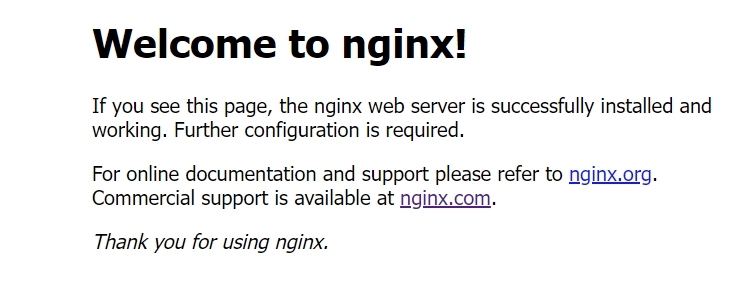 Welcome to nginx!
If you see this page, the nginx web server is successfully installed and
working. Further configuration is required.
For online documentation and support please refer to nginx.org.
Commercial support is available at nginx.com.
Thank you for using nginx.